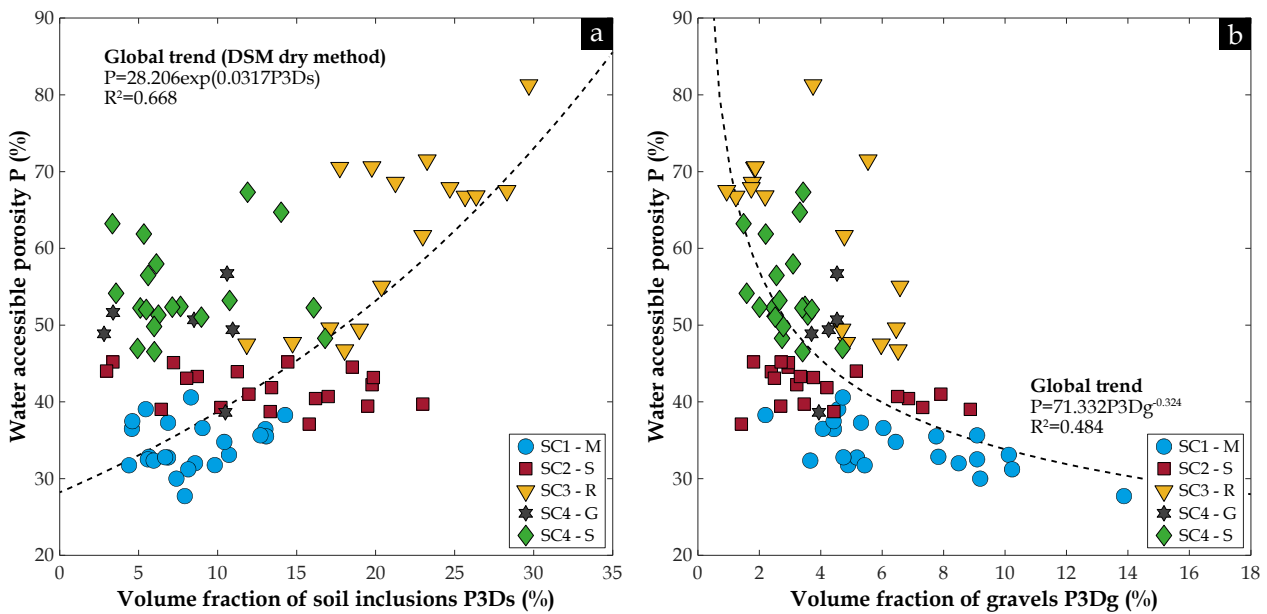 a
Global trend (DSM dry method)
P=28.206exp(0.0317P3Ds)
R²=0.668
Water accessible porosity P (%)
90
80
70
60
50
40
30
20
0
5
10
15
20
25
30
35
Volume fraction of soil inclusions P3Ds (%)
SC1 - M
SC2 - S
SC3 - R
SC4 - G
SC4 - S
b
Global trend
P=71.332P3Dg⁻⁰·³²⁴
R²=0.484
Water accessible porosity P (%)
90
80
70
60
50
40
30
20
0
2
4
6
8
10
12
14
16
18
Volume fraction of gravels P3Dg (%)
SC1 - M
SC2 - S
SC3 - R
SC4 - G
SC4 - S